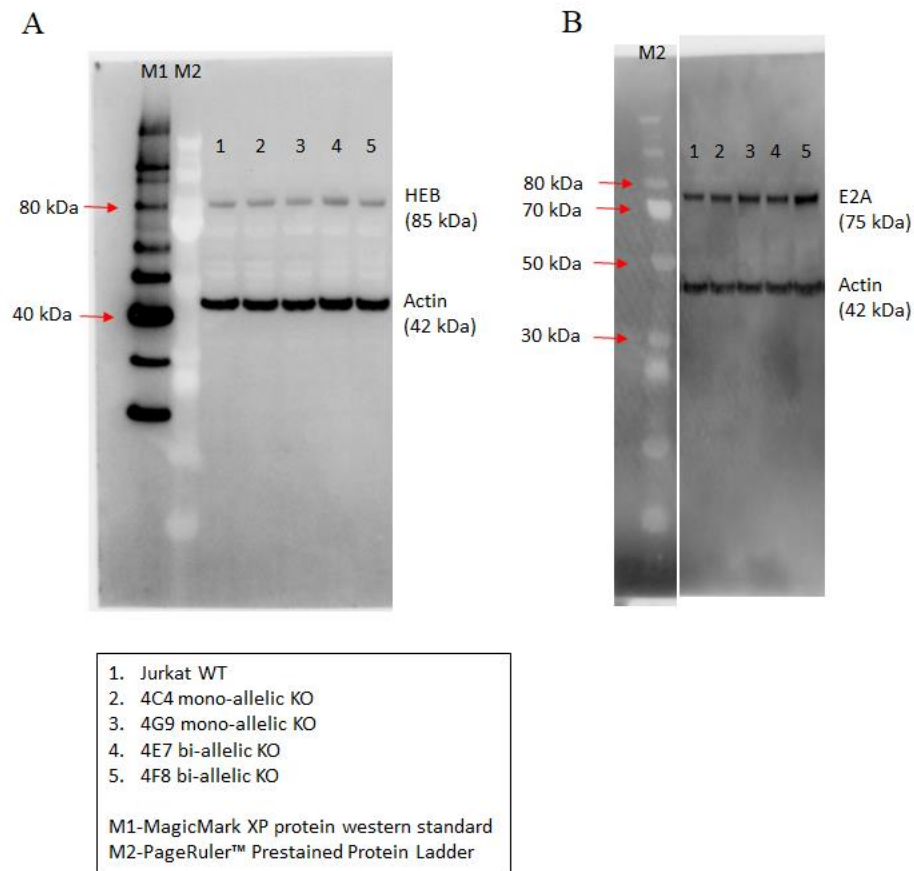 A
M1 M2
1 2 3 4 5
80 kDa
40 kDa
HEB
(85 kDa)
Actin
(42 kDa)
B
M2
1 2 3 4 5
80 kDa
70 kDa
50 kDa
30 kDa
E2A
(75 kDa)
Actin
(42 kDa)
1. Jurkat WT
2. 4C4 mono-allelic KO
3. 4G9 mono-allelic KO
4. 4E7 bi-allelic KO
5. 4F8 bi-allelic KO
M1-MagicMark XP protein western standard
M2-PageRuler™ Prestained Protein Ladder